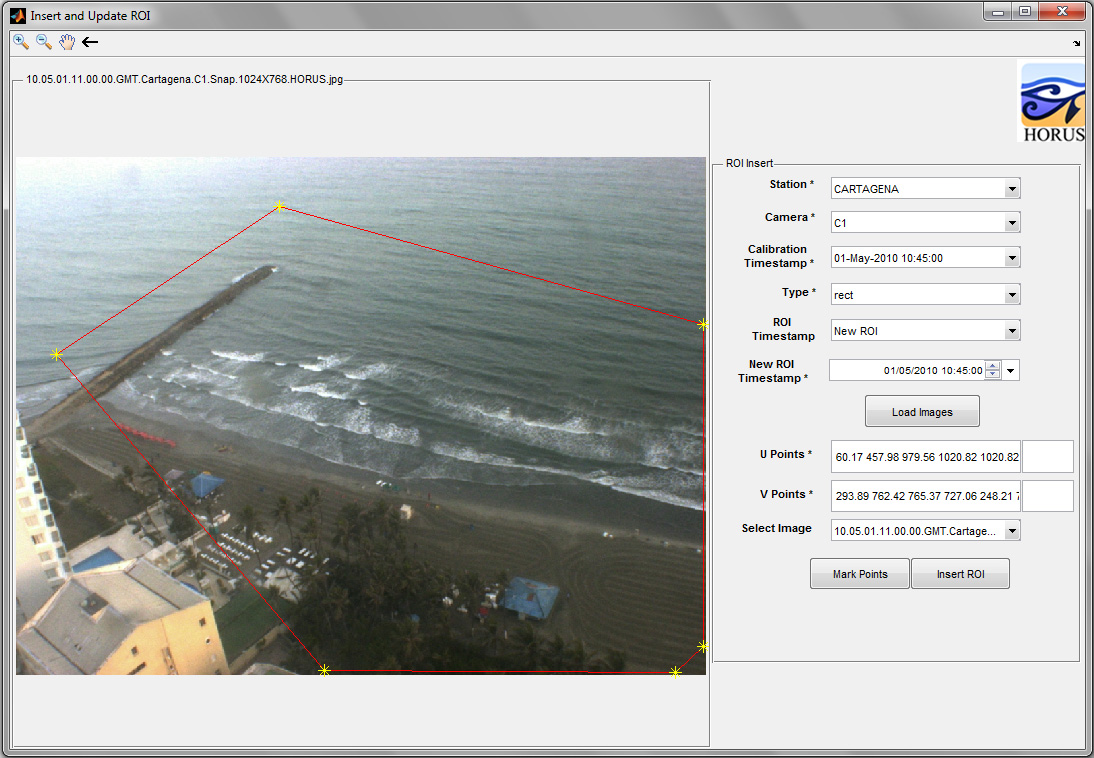 Insert and Update ROI
10.05.01.11.00.00.GMT.Cartagena.C1.Snap.1024X768.HORUS.jpg
HORUS
ROI Insert
Station *
CARTAGENA
Camera *
C1
Calibration
Timestamp *
01-May-2010 10:45:00
Type *
rect
ROI
Timestamp
New ROI
New ROI
Timestamp *
01/05/2010 10:45:00
Load Images
U Points *
60.17 457.98 979.56 1020.82 1020.82
V Points *
293.89 762.42 765.37 727.06 248.21
Select Image
10.05.01.11.00.00.GMT.Cartage...
Mark Points
Insert ROI